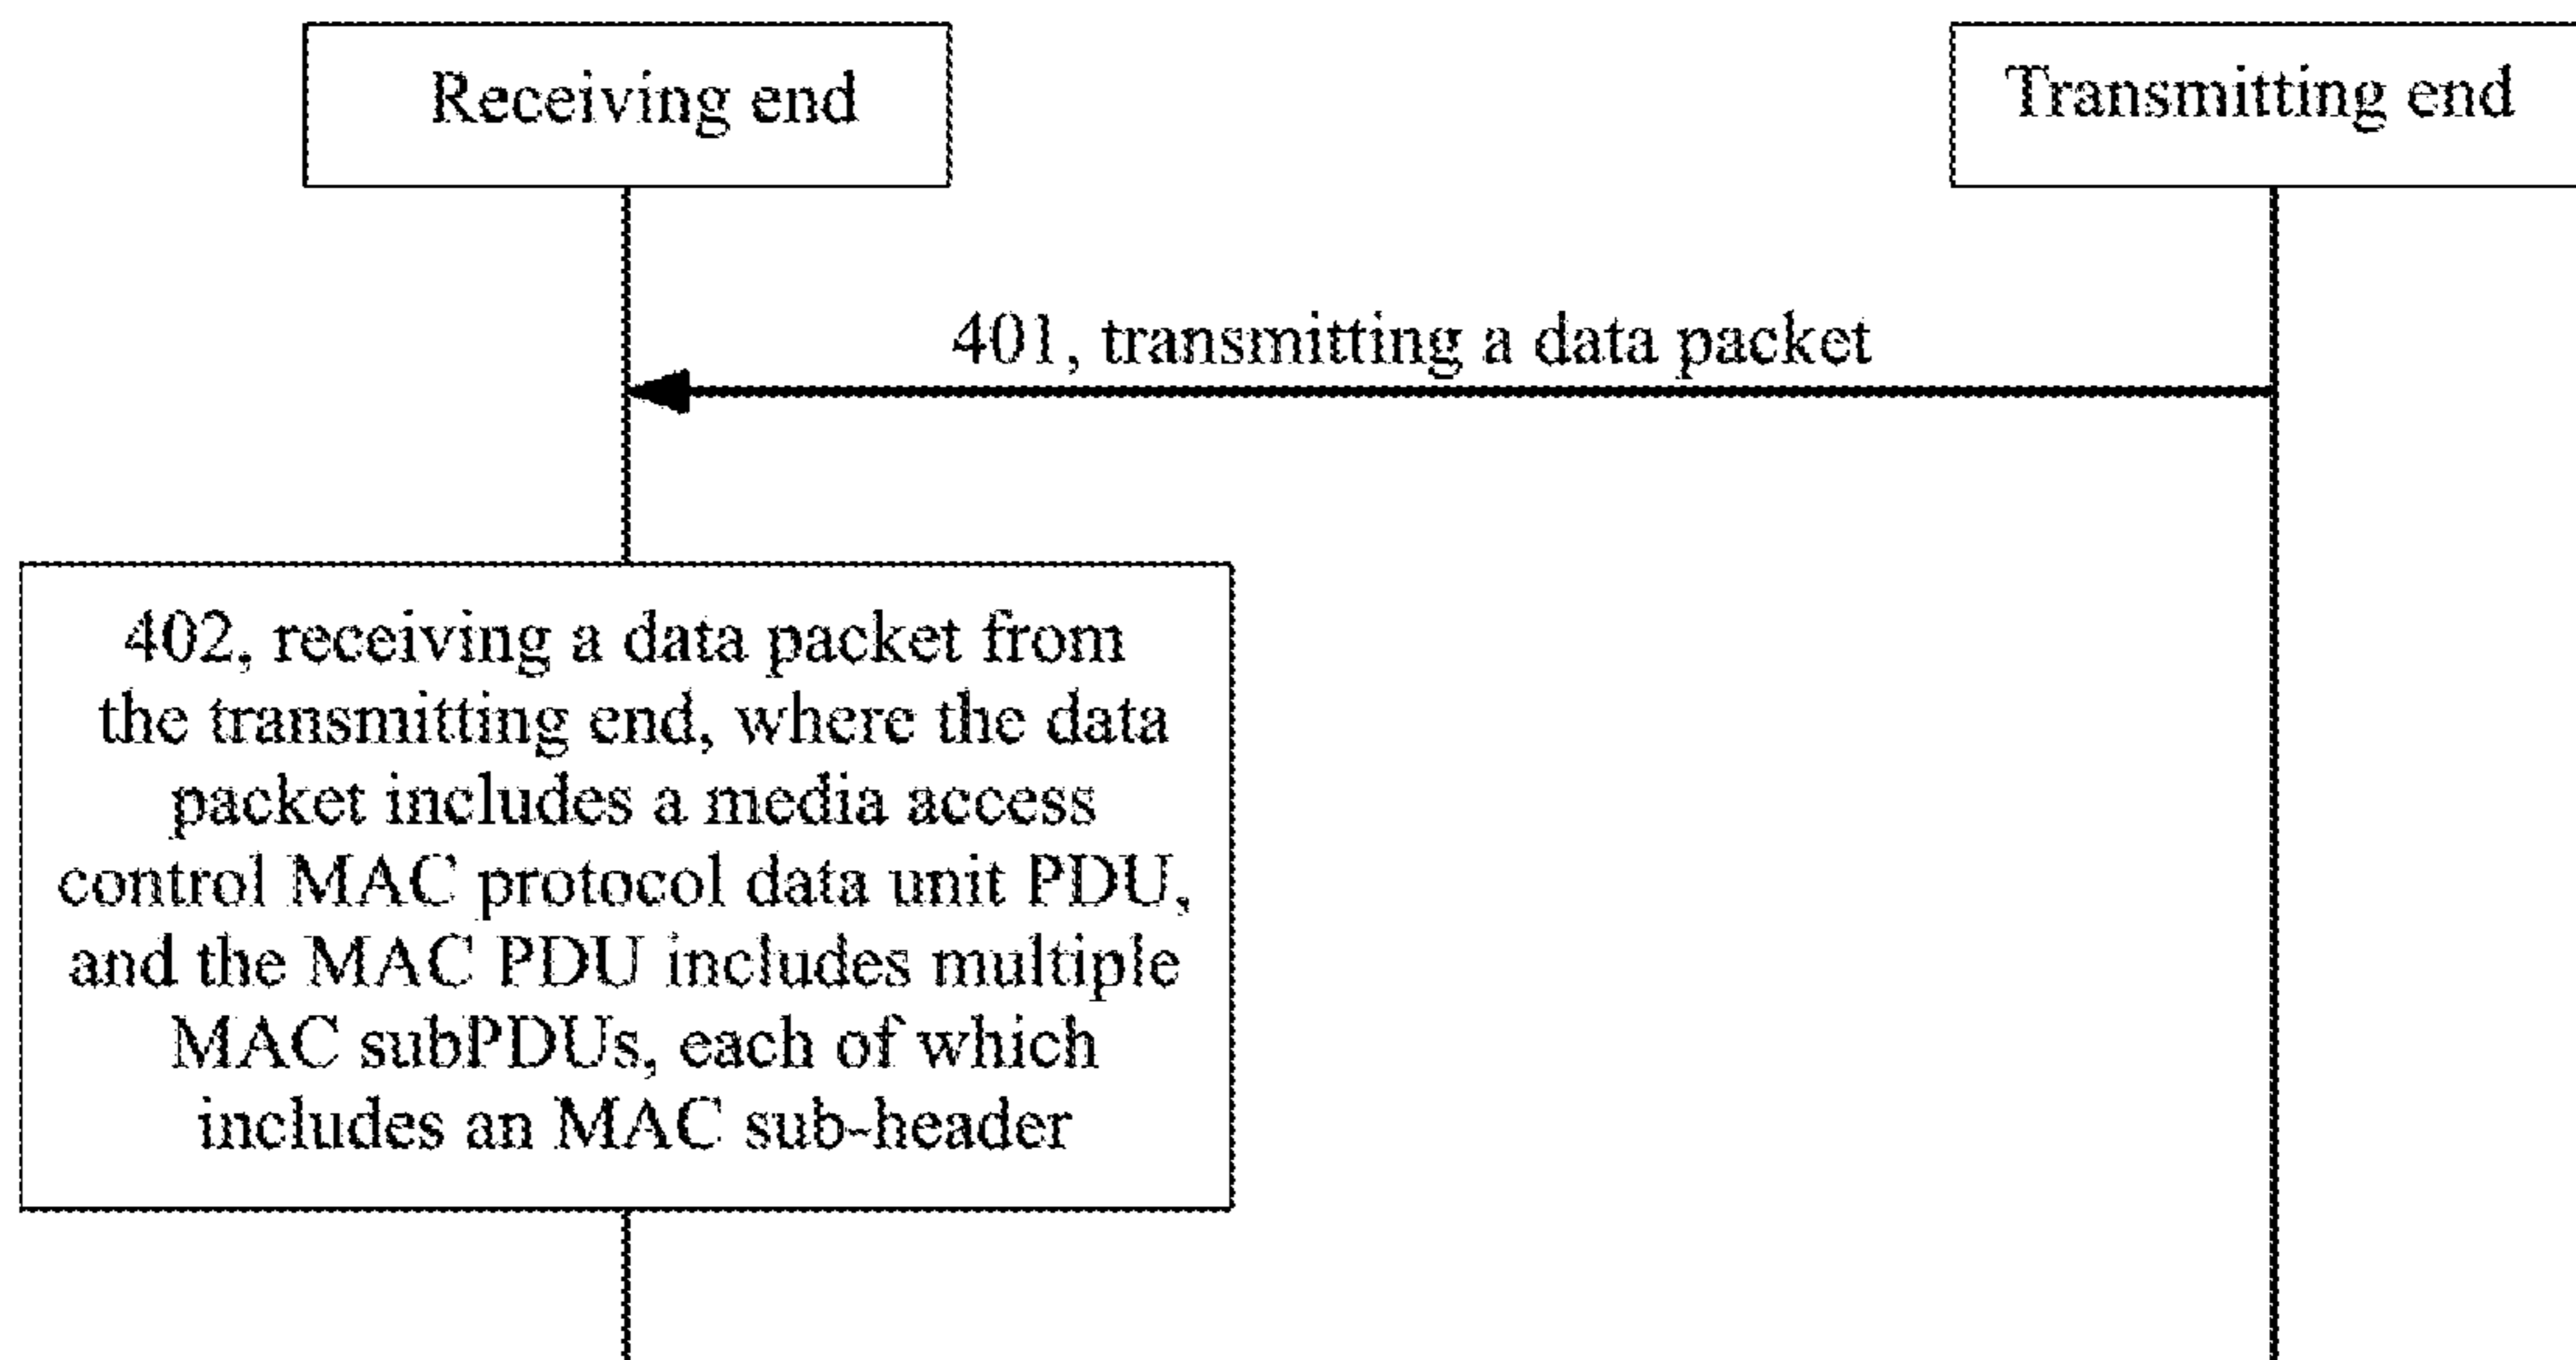 Receiving end
Transmitting end
401, transmitting a data packet
402, receiving a data packet from
the transmitting end, where the data
packet includes a media access
control MAC protocol data unit PDU,
and the MAC PDU includes multiple
MAC subPDUs, each of which
includes an MAC sub-header